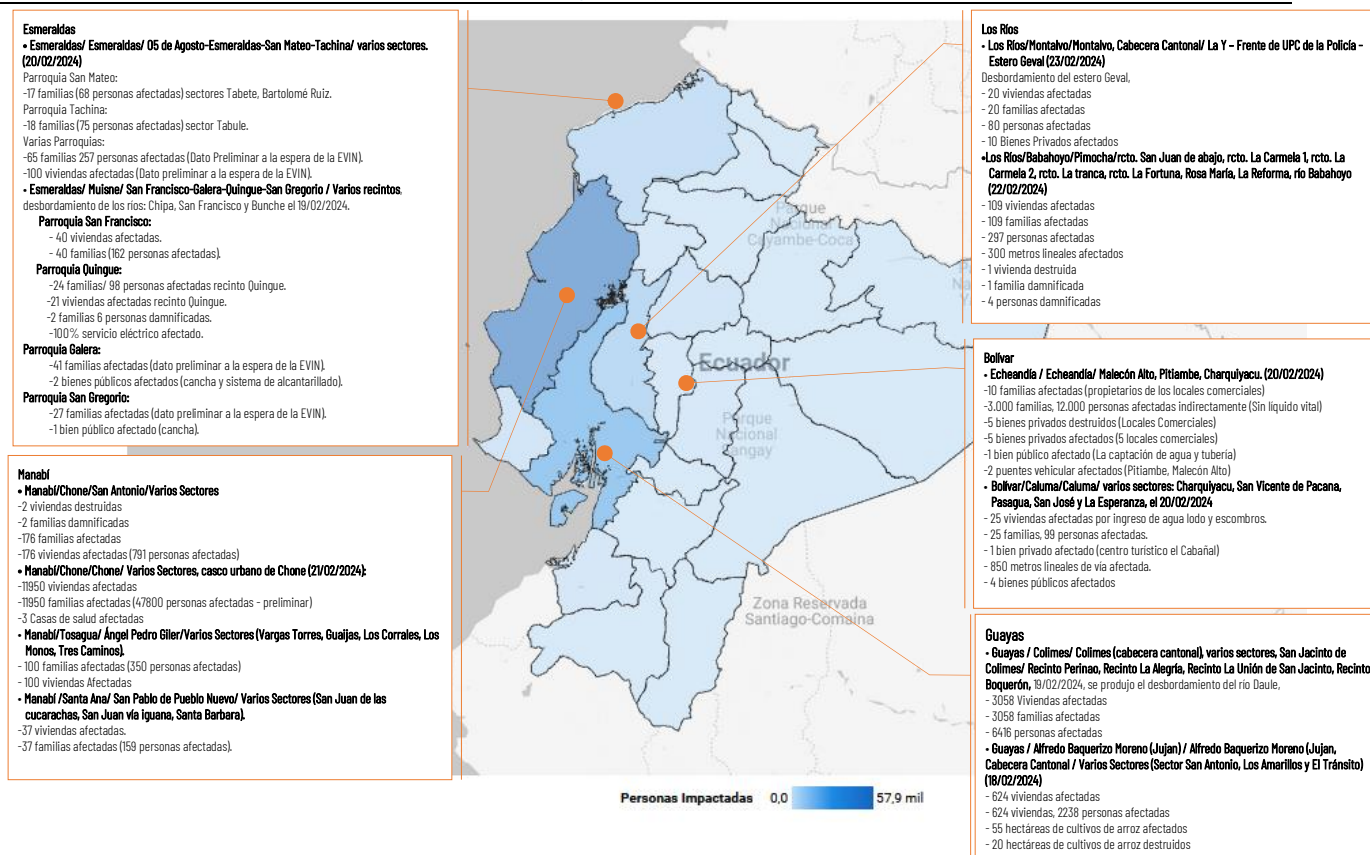 Esmeraldas
• Esmeraldas/ Esmeraldas/ 05 de Agosto-Esmeraldas-San Mateo-Tachina/ varios sectores.
(20/02/2024)
Parroquia San Mateo:
-17 familias (68 personas afectadas) sectores Tabete, Bartolomé Ruiz.
Parroquia Tachina:
-18 familias (75 personas afectadas) sector Tabule.
Varias Parroquias:
-65 familias 257 personas afectadas (Dato Preliminar a la espera de la EVIN).
-100 viviendas afectadas (Dato preliminar a la espera de la EVIN).
• Esmeraldas/ Muisne/ San Francisco-Galera-Quingue-San Gregorio / Varios recintos,
desbordamiento de los ríos: Chipa, San Francisco y Bunche el 19/02/2024.
Parroquia San Francisco:
- 40 viviendas afectadas.
- 40 familias (162 personas afectadas).
Parroquia Quingue:
-24 familias/ 98 personas afectadas recinto Quingue.
-21 viviendas afectadas recinto Quingue.
-2 familias 6 personas damnificadas.
-100% servicio eléctrico afectado.
Parroquia Galera:
-41 familias afectadas (dato preliminar a la espera de la EVIN).
-2 bienes públicos afectados (cancha y sistema de alcantarillado).
Parroquia San Gregorio:
-27 familias afectadas (dato preliminar a la espera de la EVIN).
-1 bien público afectado (cancha).
Manabí
• Manabí/Chone/San Antonio/Varios Sectores
-2 viviendas destruidas
-2 familias damnificadas
-176 familias afectadas
-176 viviendas afectadas (791 personas afectadas)
• Manabí/Chone/Chone/ Varios Sectores, casco urbano de Chone (21/02/2024):
-11950 viviendas afectadas
-11950 familias afectadas (47800 personas afectadas - preliminar)
-3 Casas de salud afectadas
• Manabí/Tosagua/ Ángel Pedro Giler/Varios Sectores (Vargas Torres, Guaijas, Los Corrales, Los
Monos, Tres Caminos).
- 100 familias afectadas (350 personas afectadas)
- 100 viviendas Afectadas
• Manabí /Santa Ana/ San Pablo de Pueblo Nuevo/ Varios Sectores (San Juan de las
cucarachas, San Juan vía iguana, Santa Barbara).
-37 viviendas afectadas.
-37 familias afectadas (159 personas afectadas).
Parque
Nacional
Cayambe-Coca
Ecuador
Parque
Nacional
Sangay
Zona Reservada
Santiago-Comaina
Personas Impactadas 0,0 57,9 mil
Los Ríos
• Los Ríos/Montalvo/Montalvo, Cabecera Cantonal/ La Y – Frente de UPC de la Policía –
Estero Geval (23/02/2024)
Desbordamiento del estero Geval,
- 20 viviendas afectadas
- 20 familias afectadas
- 80 personas afectadas
- 10 Bienes Privados afectados
•Los Ríos/Babahoyo/Pimocha/rcto. San Juan de abajo, rcto. La Carmela 1, rcto. La
Carmela 2, rcto. La tranca, rcto. La Fortuna, Rosa María, La Reforma, río Babahoyo
(22/02/2024)
- 109 viviendas afectadas
- 109 familias afectadas
- 297 personas afectadas
- 300 metros lineales afectados
- 1 vivienda destruida
- 1 familia damnificada
- 4 personas damnificadas
Bolívar
• Echeandía / Echeandía/ Malecón Alto, Pitiambe, Charquiyacu. (20/02/2024)
-10 familias afectadas (propietarios de los locales comerciales)
-3.000 familias, 12.000 personas afectadas indirectamente (Sin líquido vital)
-5 bienes privados destruidos (Locales Comerciales)
-5 bienes privados afectados (5 locales comerciales)
-1 bien público afectado (La captación de agua y tubería)
-2 puentes vehicular afectados (Pitiambe, Malecón Alto)
• Bolívar/Caluma/Caluma/ varios sectores: Charquiyacu, San Vicente de Pacana,
Pasagua, San José y La Esperanza, el 20/02/2024
- 25 viviendas afectadas por ingreso de agua lodo y escombros.
- 25 familias, 99 personas afectadas.
- 1 bien privado afectado (centro turístico el Cabañal)
- 850 metros lineales de vía afectada.
- 4 bienes públicos afectados
Guayas
• Guayas / Colimes/ Colimes (cabecera cantonal), varios sectores, San Jacinto de
Colimes/ Recinto Perinao, Recinto La Alegría, Recinto La Unión de San Jacinto, Recinto
Boquerón, 19/02/2024, se produjo el desbordamiento del río Daule,
- 3058 Viviendas afectadas
- 3058 familias afectadas
- 6416 personas afectadas
• Guayas / Alfredo Baquerizo Moreno (Jujan) / Alfredo Baquerizo Moreno (Jujan,
Cabecera Cantonal / Varios Sectores (Sector San Antonio, Los Amarillos y El Tránsito)
(18/02/2024)
- 624 viviendas afectadas
- 624 viviendas, 2238 personas afectadas
- 55 hectáreas de cultivos de arroz afectados
- 20 hectáreas de cultivos de arroz destruidos